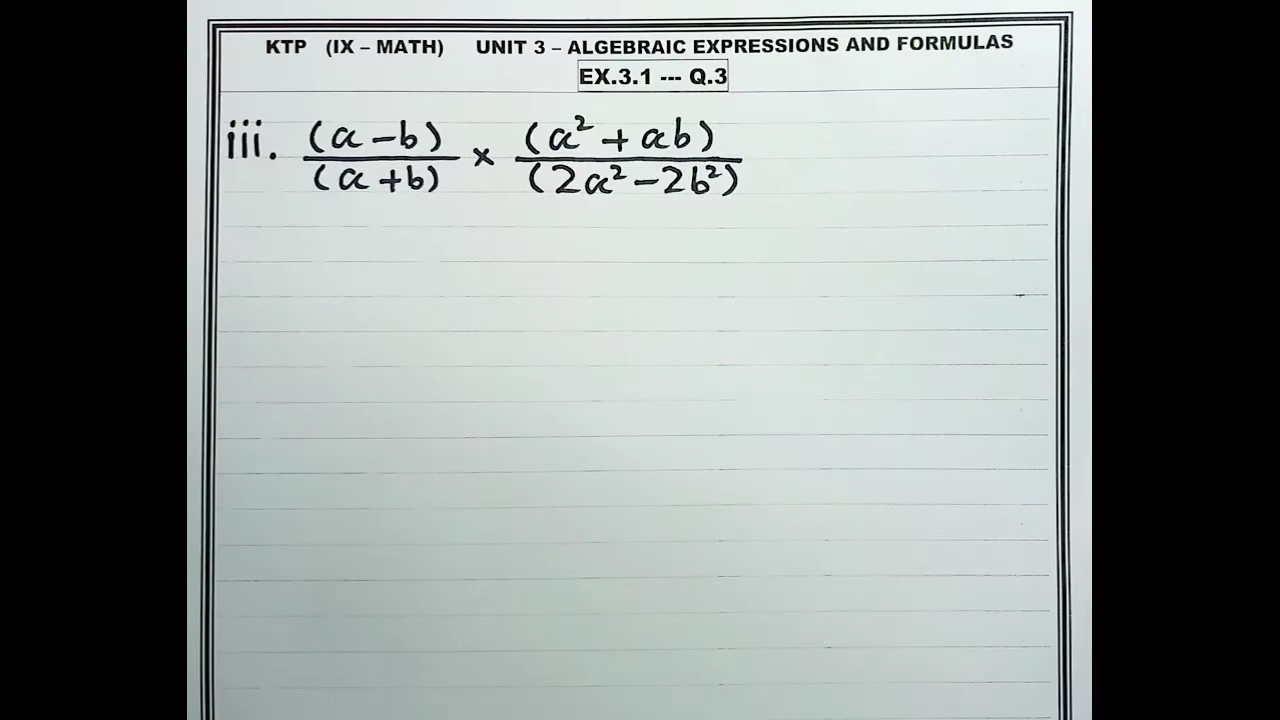 KTP (IX – MATH) UNIT 3 – ALGEBRAIC EXPRESSIONS AND FORMULAS
EX.3.1 --- Q.3
iii. (a-b)/(a+b) × (a²+ab)/(2a²-2b²)